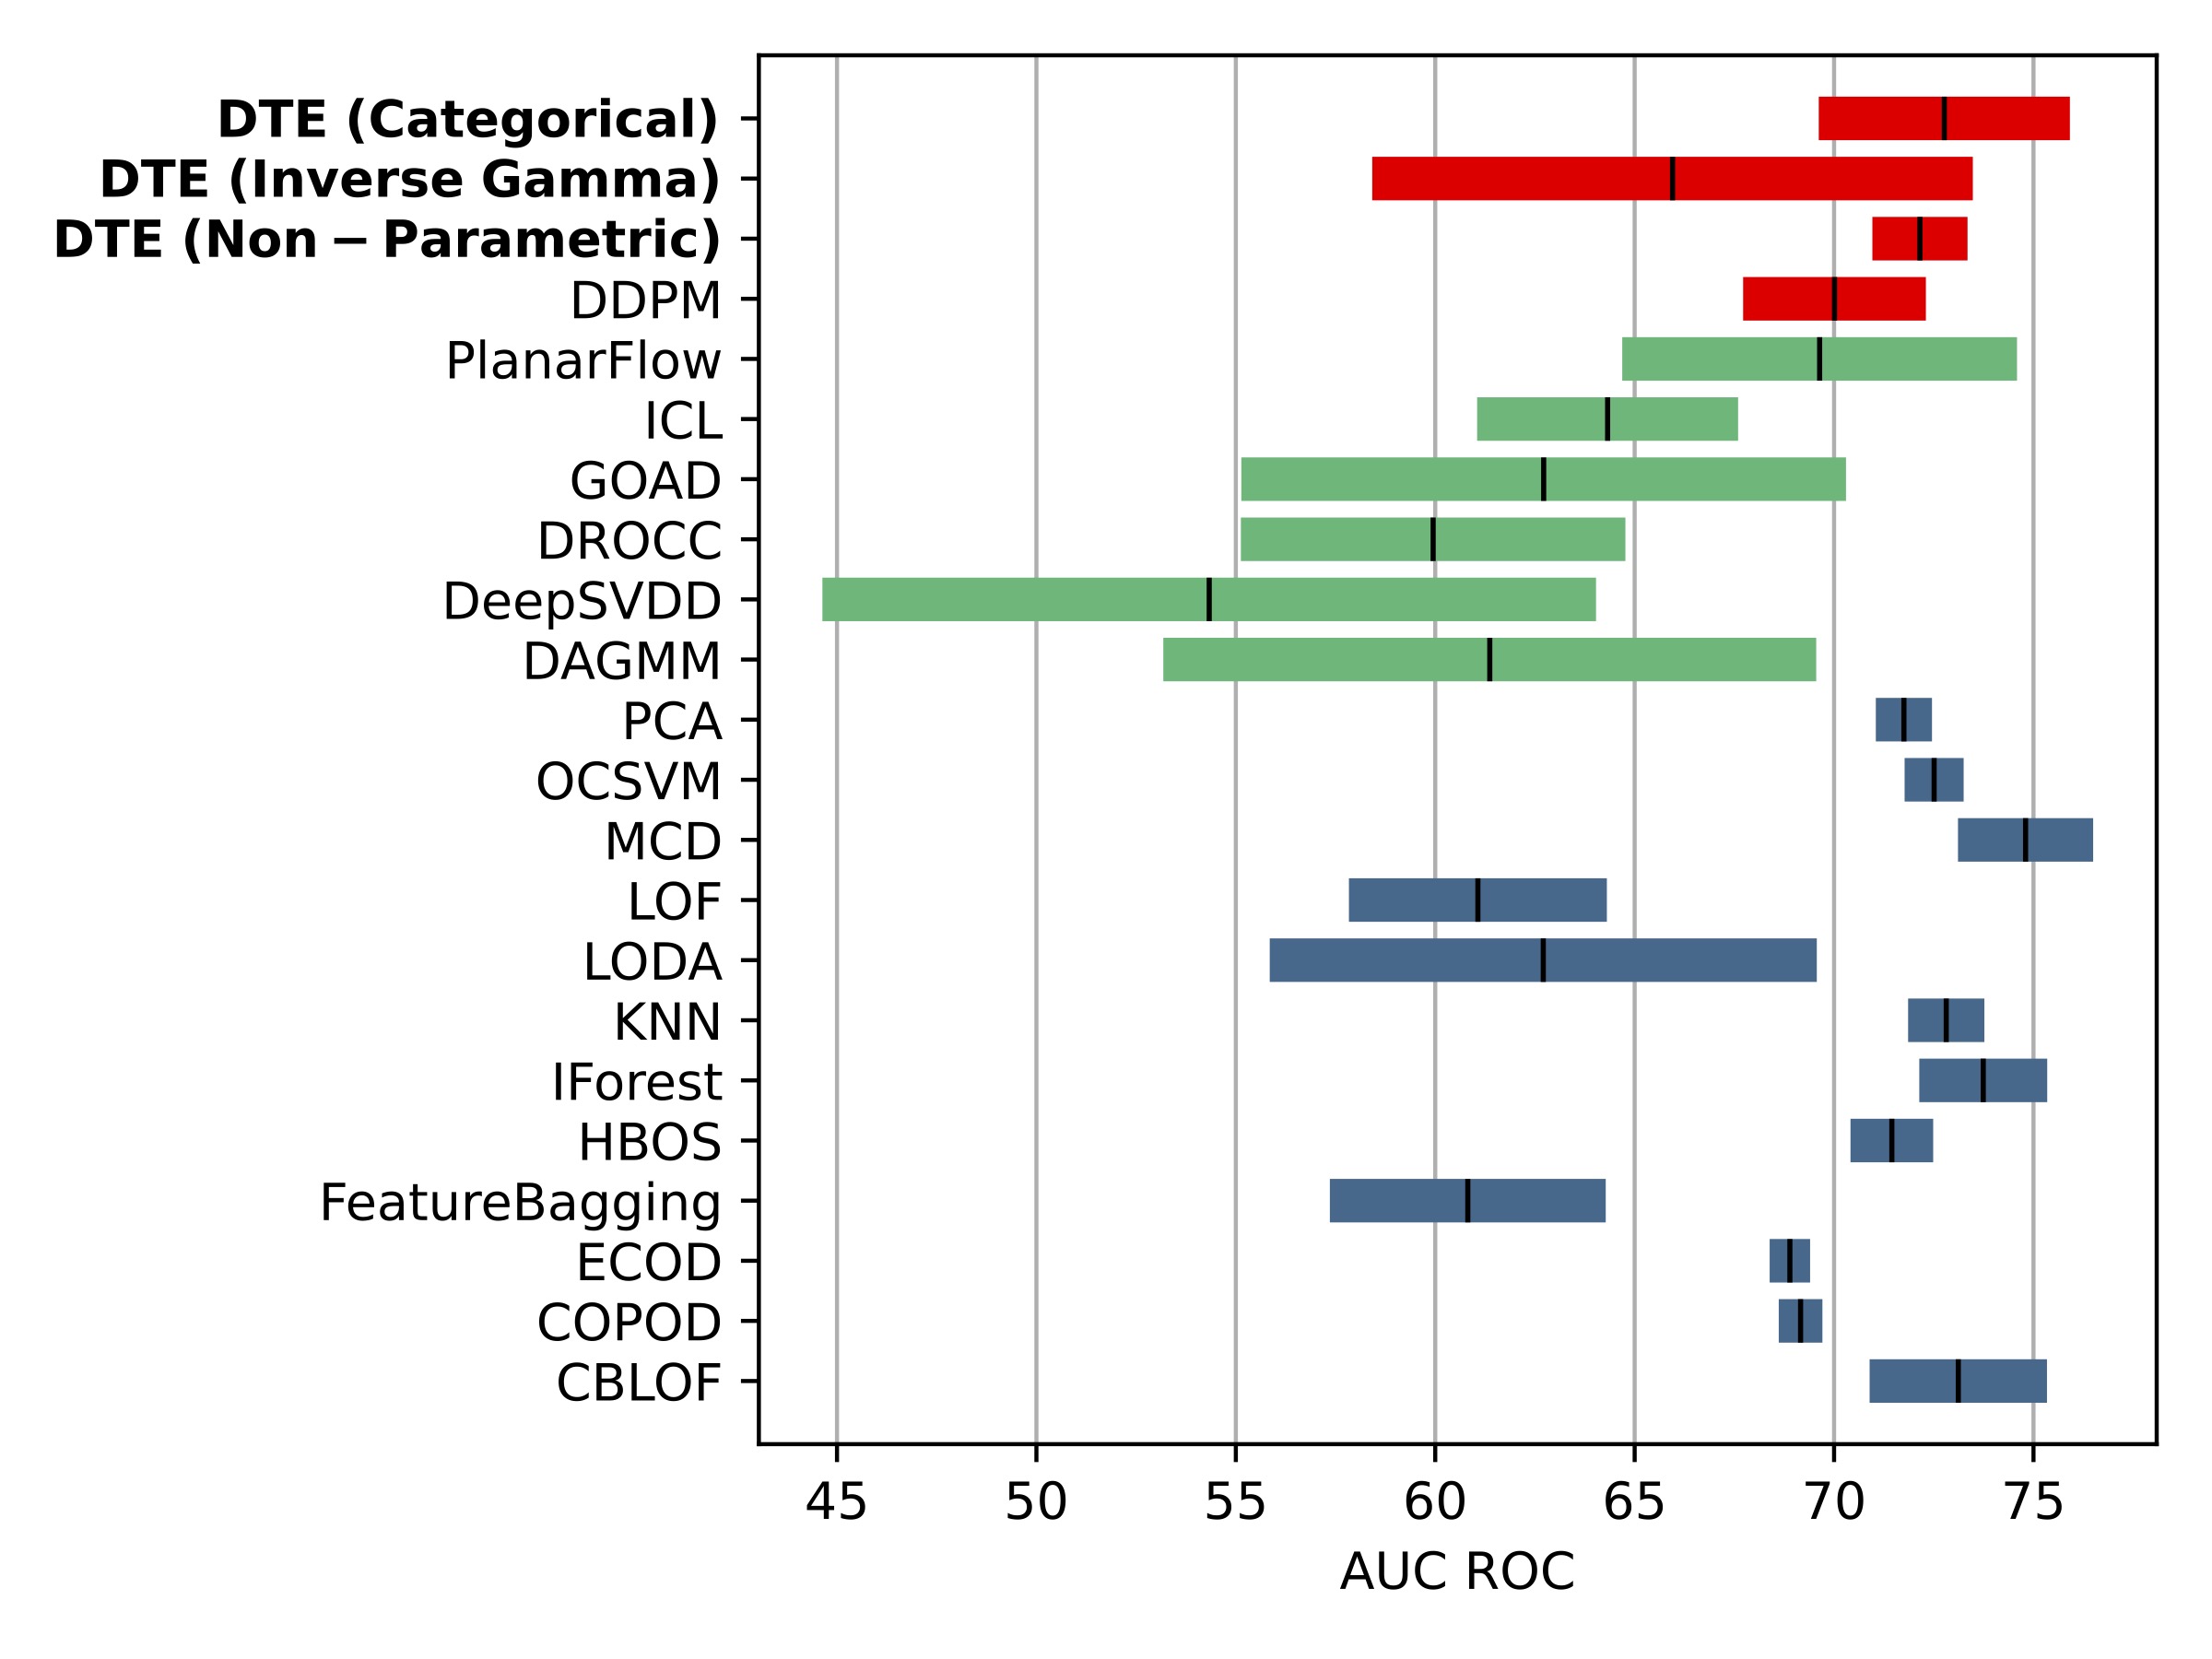 DTE (Categorical)
DTE (Inverse Gamma)
DTE (Non − Parametric)
DDPM
PlanarFlow
ICL
GOAD
DROCC
DeepSVDD
DAGMM
PCA
OCSVM
MCD
LOF
LODA
KNN
IForest
HBOS
FeatureBagging
ECOD
COPOD
CBLOF
45 50 55 60 65 70 75
AUC ROC